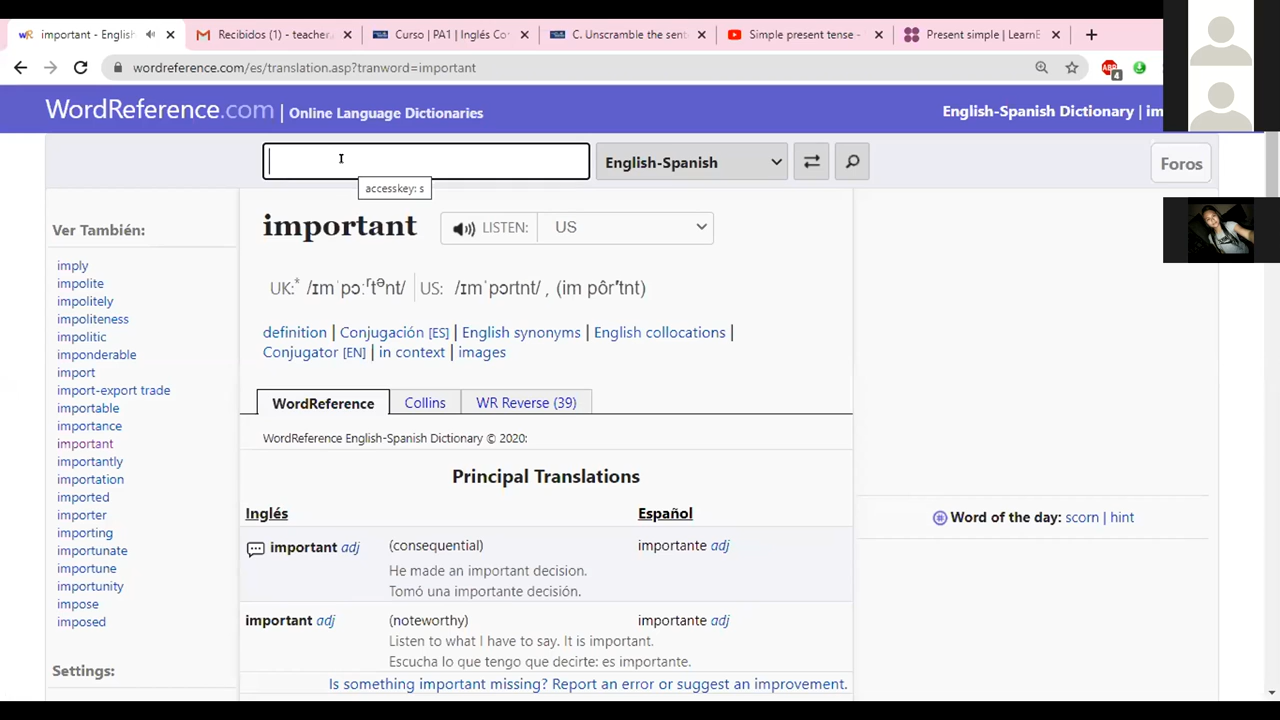 important - English
Recibidos (1) - teacher.
Curso | PA1 | Inglés Co
C. Unscramble the sent
Simple present tense -
Present simple | LearnE
wordreference.com/es/translation.asp?tranword=important
4
WordReference.com | Online Language Dictionaries
English-Spanish Dictionary | im
English-Spanish
Foros
accesskey: s
important
LISTEN:
US
UK:* /ɪmˈpɔːʳtᵊnt/
US: /ɪmˈpɔrtnt/ , (im pôr′tnt)
definition | Conjugación [ES] | English synonyms | English collocations |
Conjugator [EN] | in context | images
WordReference
Collins
WR Reverse (39)
WordReference English-Spanish Dictionary © 2020:
Principal Translations
Inglés
Español
important adj
(consequential)
importante adj
He made an important decision.
Tomó una importante decisión.
important adj
(noteworthy)
importante adj
Listen to what I have to say. It is important.
Escucha lo que tengo que decirte: es importante.
Is something important missing? Report an error or suggest an improvement.
Ver También:
imply
impolite
impolitely
impoliteness
impolitic
imponderable
import
import-export trade
importable
importance
important
importantly
importation
imported
importer
importing
importunate
importune
importunity
impose
imposed
Settings:
Word of the day: scorn | hint